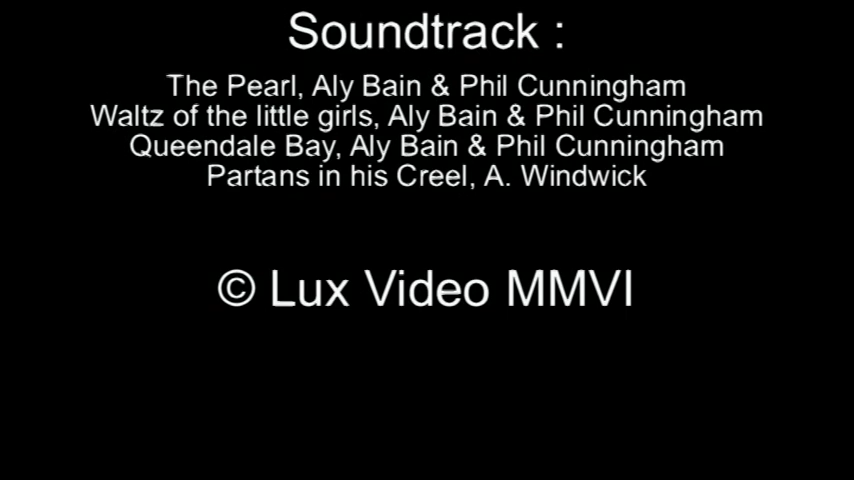 Soundtrack :
The Pearl, Aly Bain & Phil Cunningham
Waltz of the little girls, Aly Bain & Phil Cunningham
Queendale Bay, Aly Bain & Phil Cunningham
Partans in his Creel, A. Windwick
© Lux Video MMVI